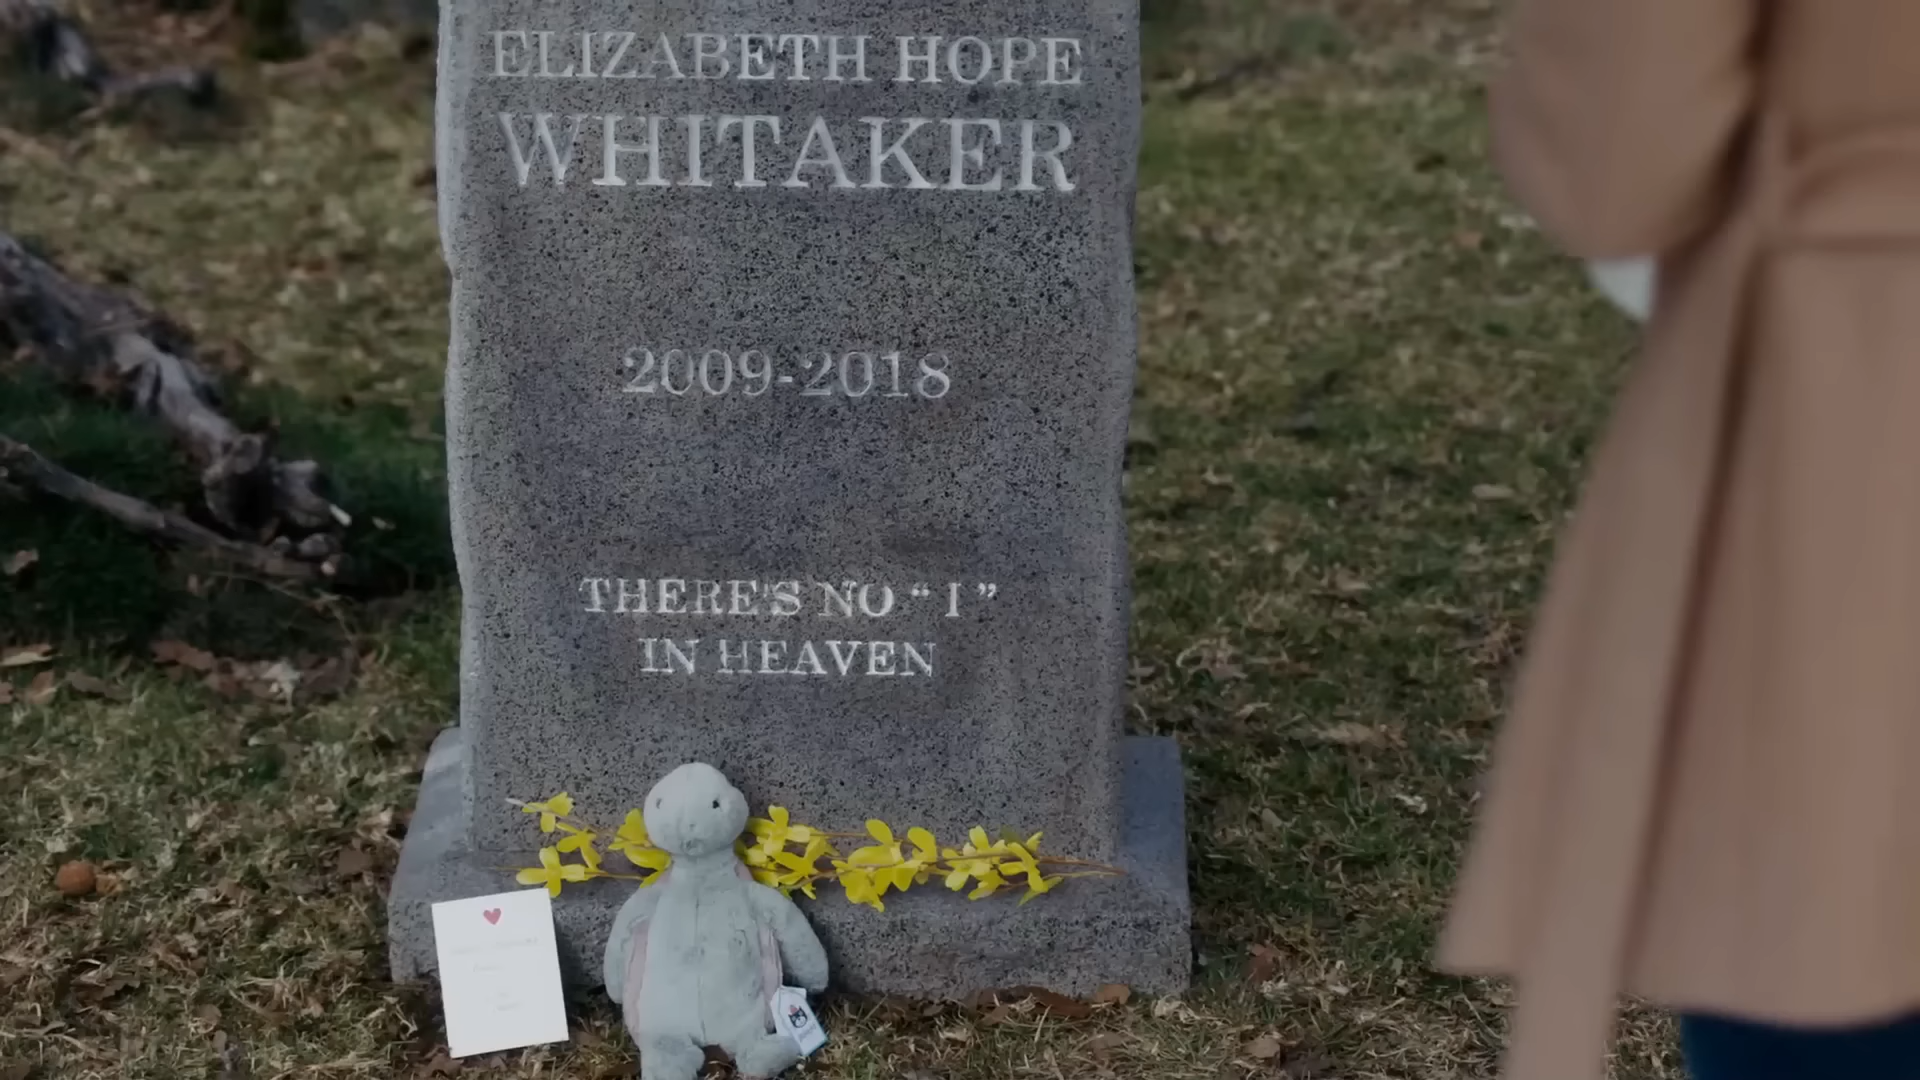 ELIZABETH HOPE
WHITAKER
2009-2018
THERE'S NO “ I ”
IN HEAVEN